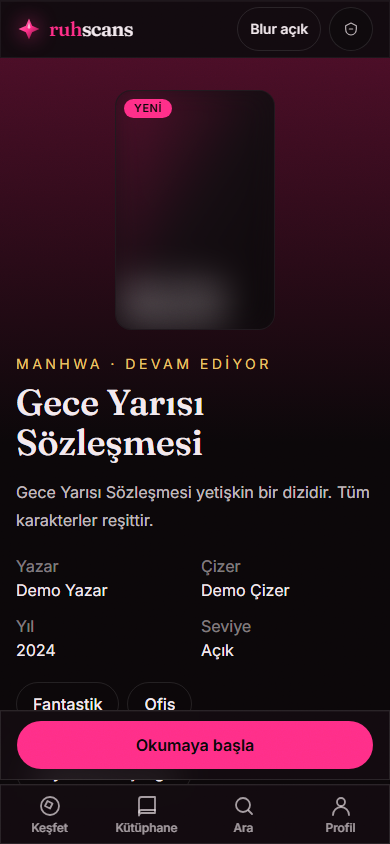 ruhscans
Blur açık
YENİ
MANHWA · DEVAM EDİYOR
Gece Yarısı
Sözleşmesi
Gece Yarısı Sözleşmesi yetişkin bir dizidir. Tüm
karakterler reşittir.
Yazar
Çizer
Demo Yazar
Demo Çizer
Yıl
Seviye
2024
Açık
Fantastik
Ofis
Okumaya başla
Keşfet
Kütüphane
Ara
Profil